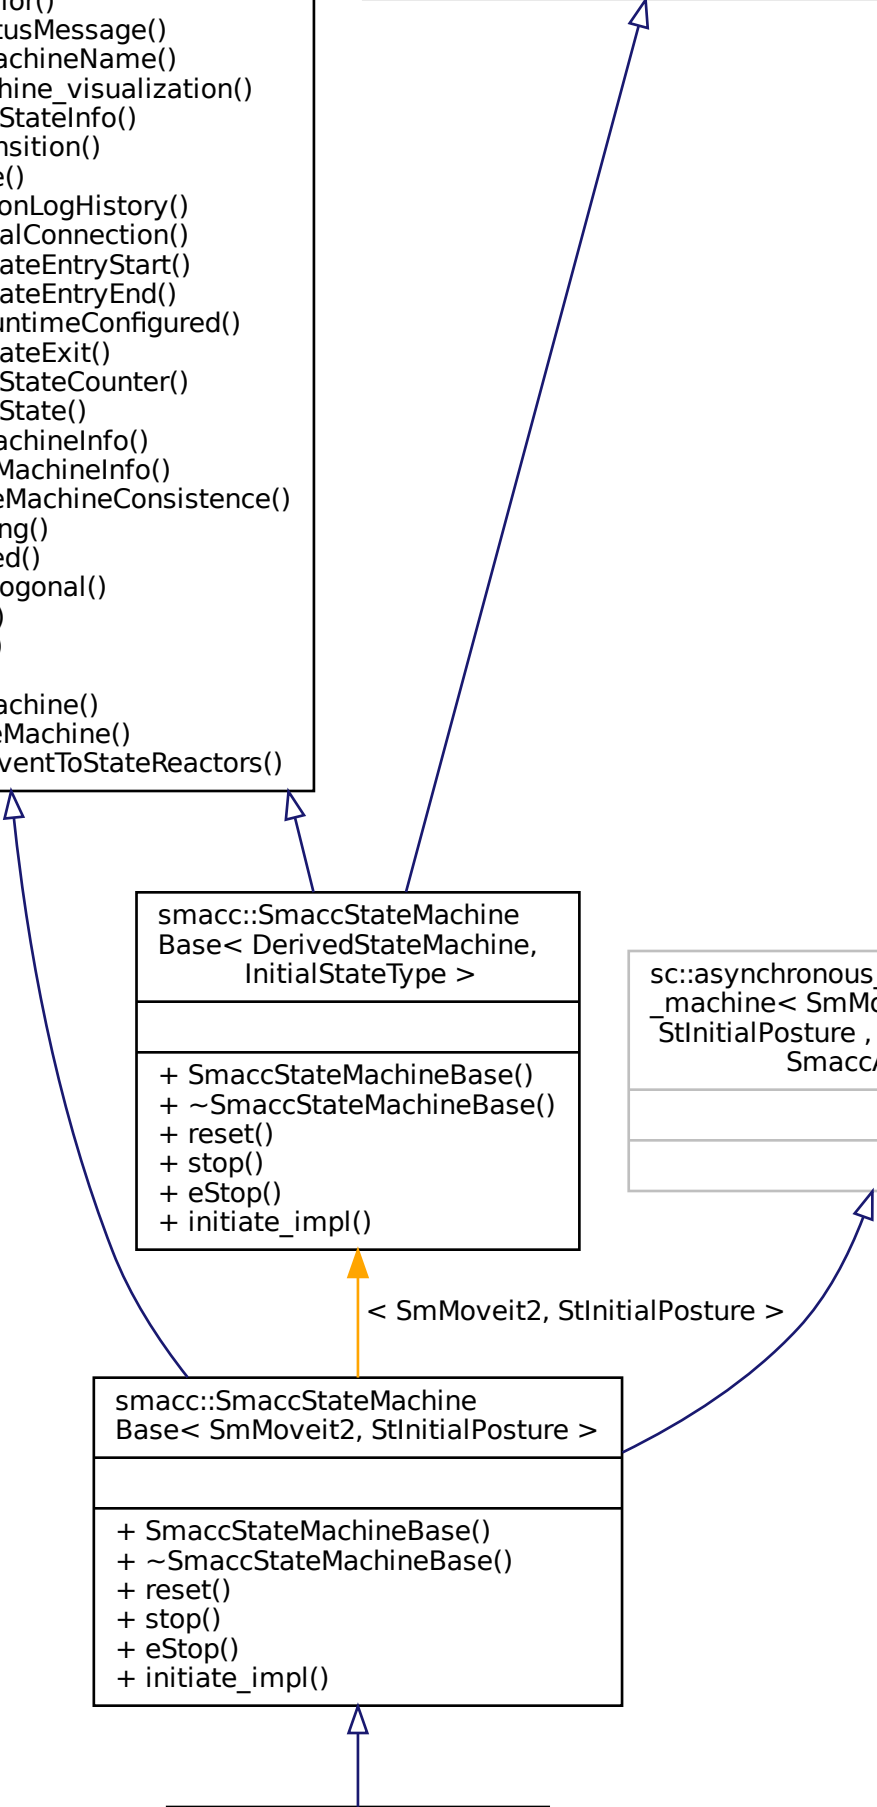 tusMessage()
achineName()
hine_visualization()
StateInfo()
nsition()
e()
onLogHistory()
alConnection()
ateEntryStart()
ateEntryEnd()
untimeConfigured()
ateExit()
StateCounter()
State()
achineInfo()
MachineInfo()
eMachineConsistence()
ng()
ed()
ogonal()
)
)
achine()
eMachine()
ventToStateReactors()
smacc::SmaccStateMachine
Base< DerivedStateMachine,
InitialStateType >
+ SmaccStateMachineBase()
+ ~SmaccStateMachineBase()
+ reset()
+ stop()
+ eStop()
+ initiate_impl()
sc::asynchronous_
_machine< SmMo
StInitialPosture ,
SmaccA
< SmMoveit2, StInitialPosture >
smacc::SmaccStateMachine
Base< SmMoveit2, StInitialPosture >
+ SmaccStateMachineBase()
+ ~SmaccStateMachineBase()
+ reset()
+ stop()
+ eStop()
+ initiate_impl()